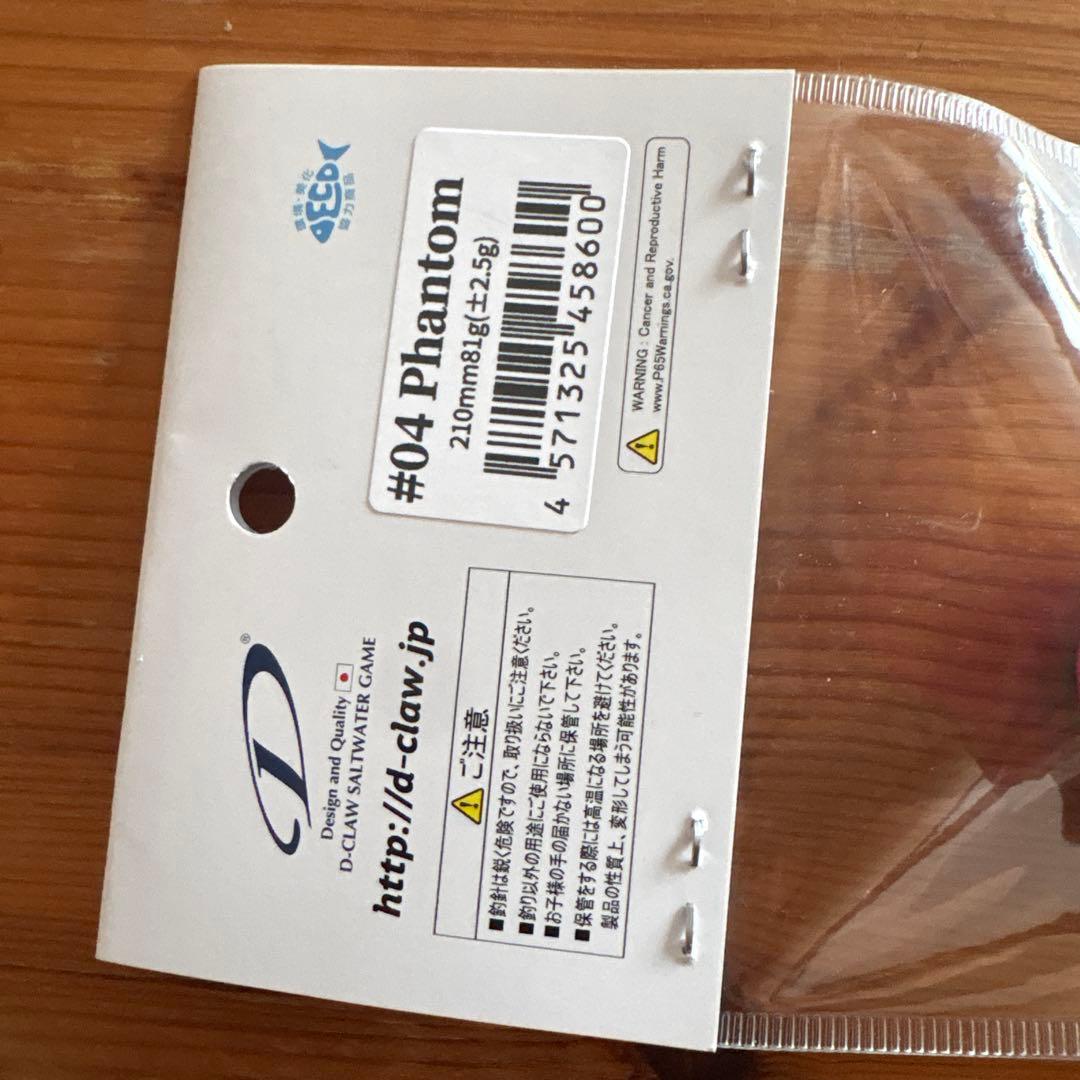 D®
Design and Quality
D-CLAW SALTWATER GAME
http://d-claw.jp
ご注意
■釣針は鋭く危険ですので、取り扱いにご注意ください。
■釣り以外の用途にご使用にならないで下さい。
■お子様の手の届かない場所に保管して下さい。
■保管をする際には高温になる場所を避けてください。
製品の性質上、変形してしまう可能性があります。
環境・美化
ECO
協力商品
#04 Phantom
210mm81g(±2.5g)
4 571325 458600
WARNING : Cancer and Reproductive Harm
www.P65Warnings.ca.gov.